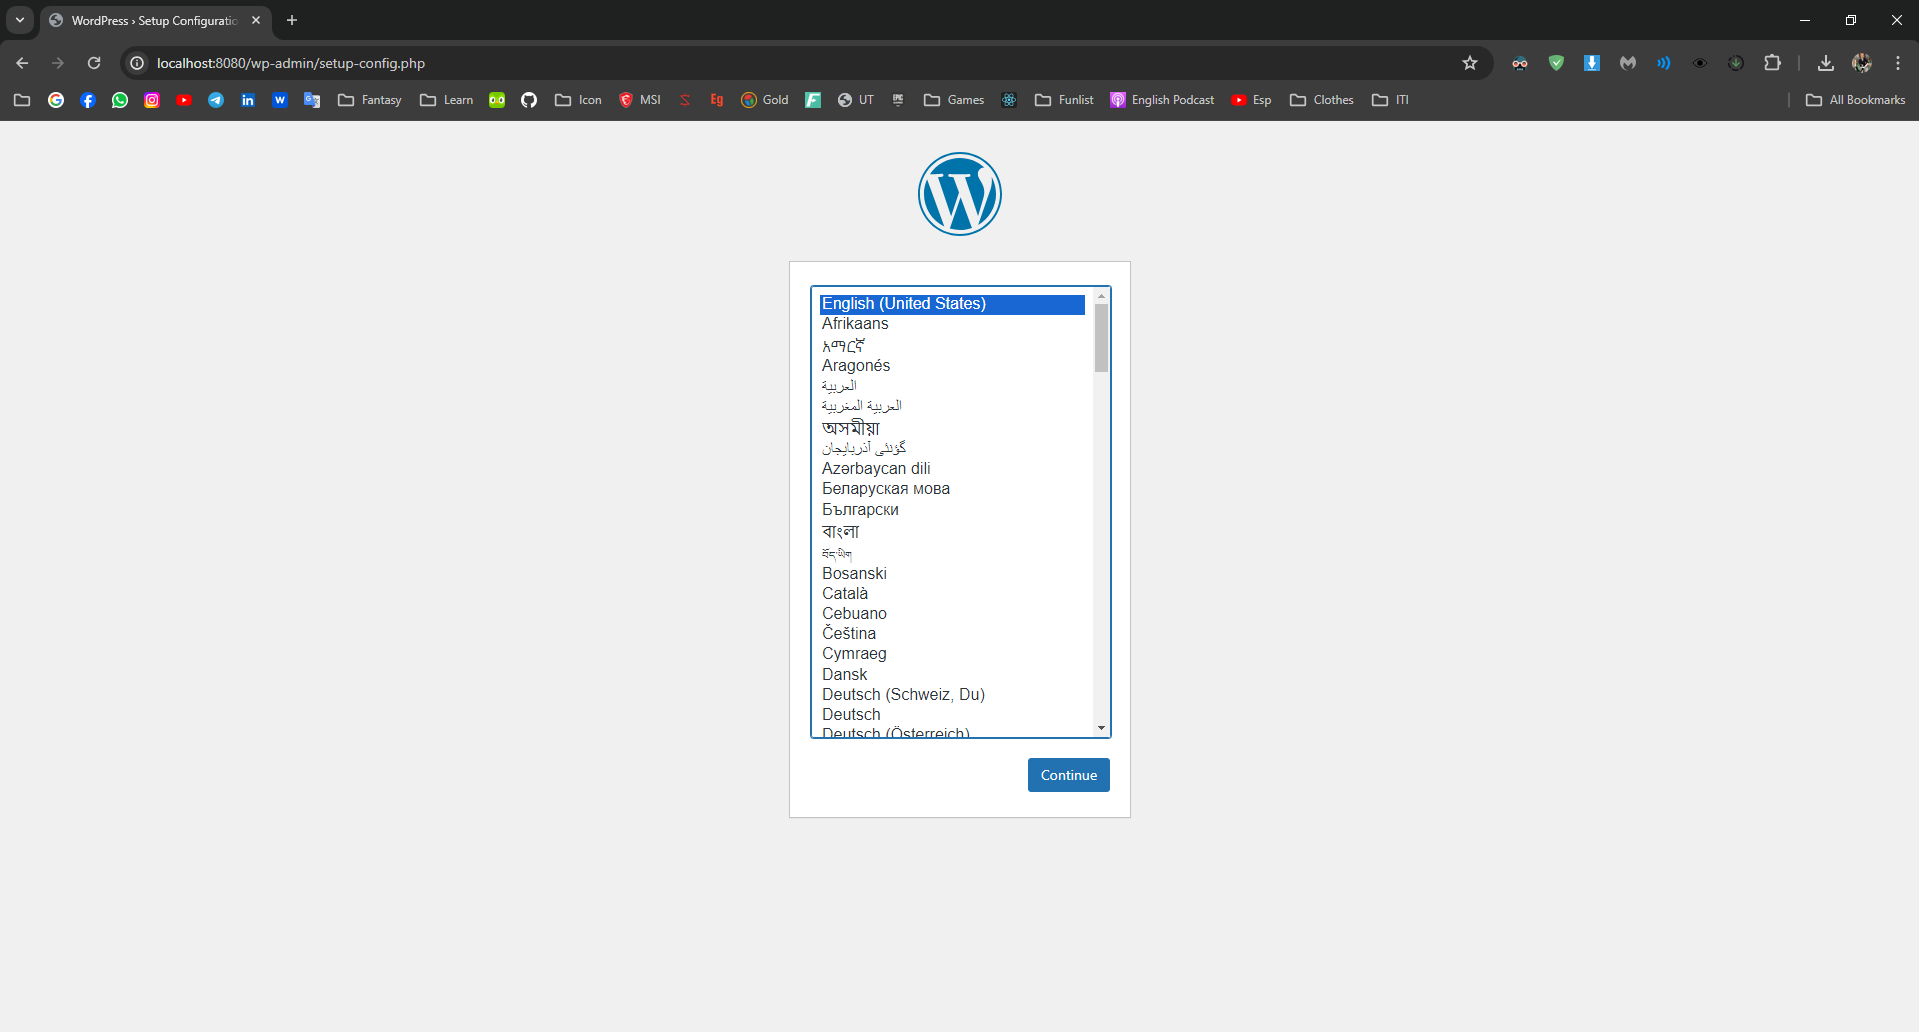 WordPress › Setup Configuratio
localhost:8080/wp-admin/setup-config.php
Fantasy Learn Icon MSI Eg Gold UT EPIC Games Funlist English Podcast Esp Clothes ITI All Bookmarks
English (United States)
Afrikaans
አማርኛ
Aragonés
العربية
العربية المغربية
অসমীয়া
گؤنئی آذربایجان
Azərbaycan dili
Беларуская мова
Български
বাংলা
བོད་ཡིག
Bosanski
Català
Cebuano
Čeština
Cymraeg
Dansk
Deutsch (Schweiz, Du)
Deutsch
Deutsch (Österreich)
Continue